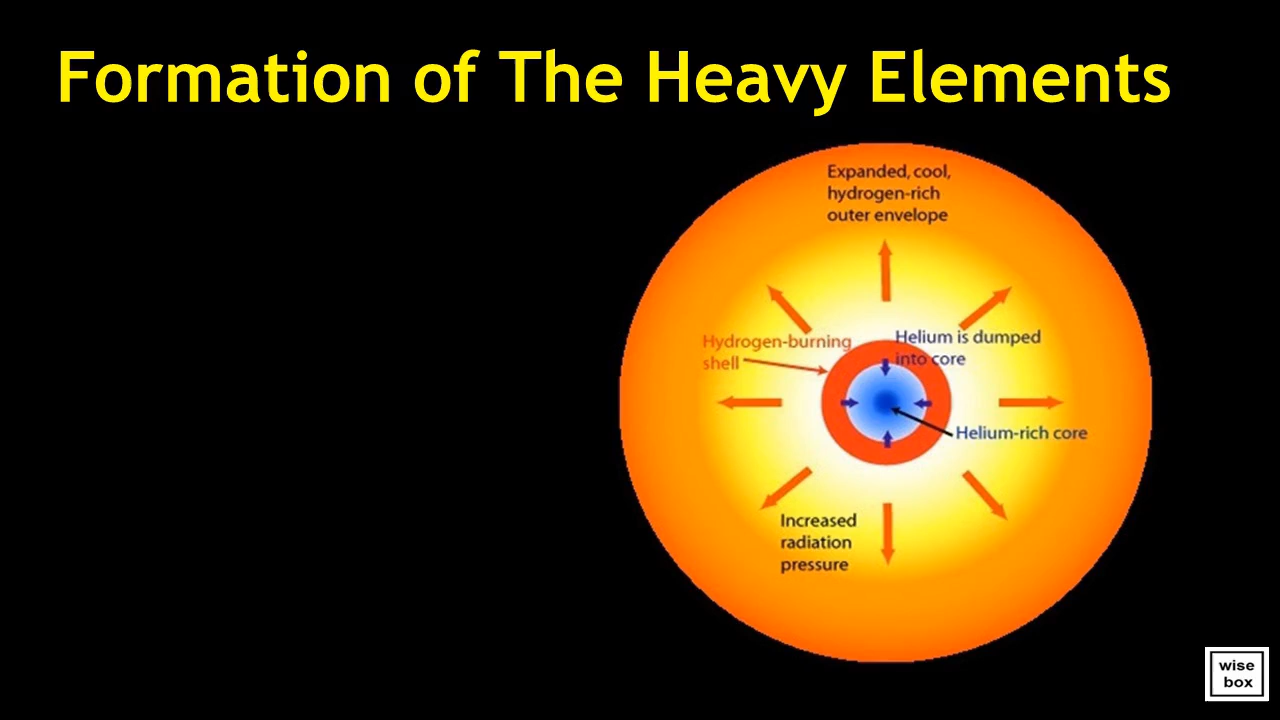 Formation of The Heavy Elements
Expanded, cool,
hydrogen-rich
outer envelope
Hydrogen-burning
shell
Helium is dumped
into core
Helium-rich core
Increased
radiation
pressure
wise
box